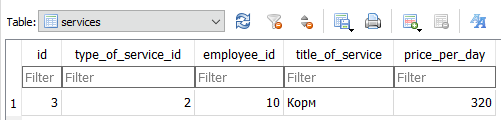 Table: services
id type_of_service_id employee_id title_of_service price_per_day
Filter Filter Filter Filter Filter
1 3 2 10 Корм 320